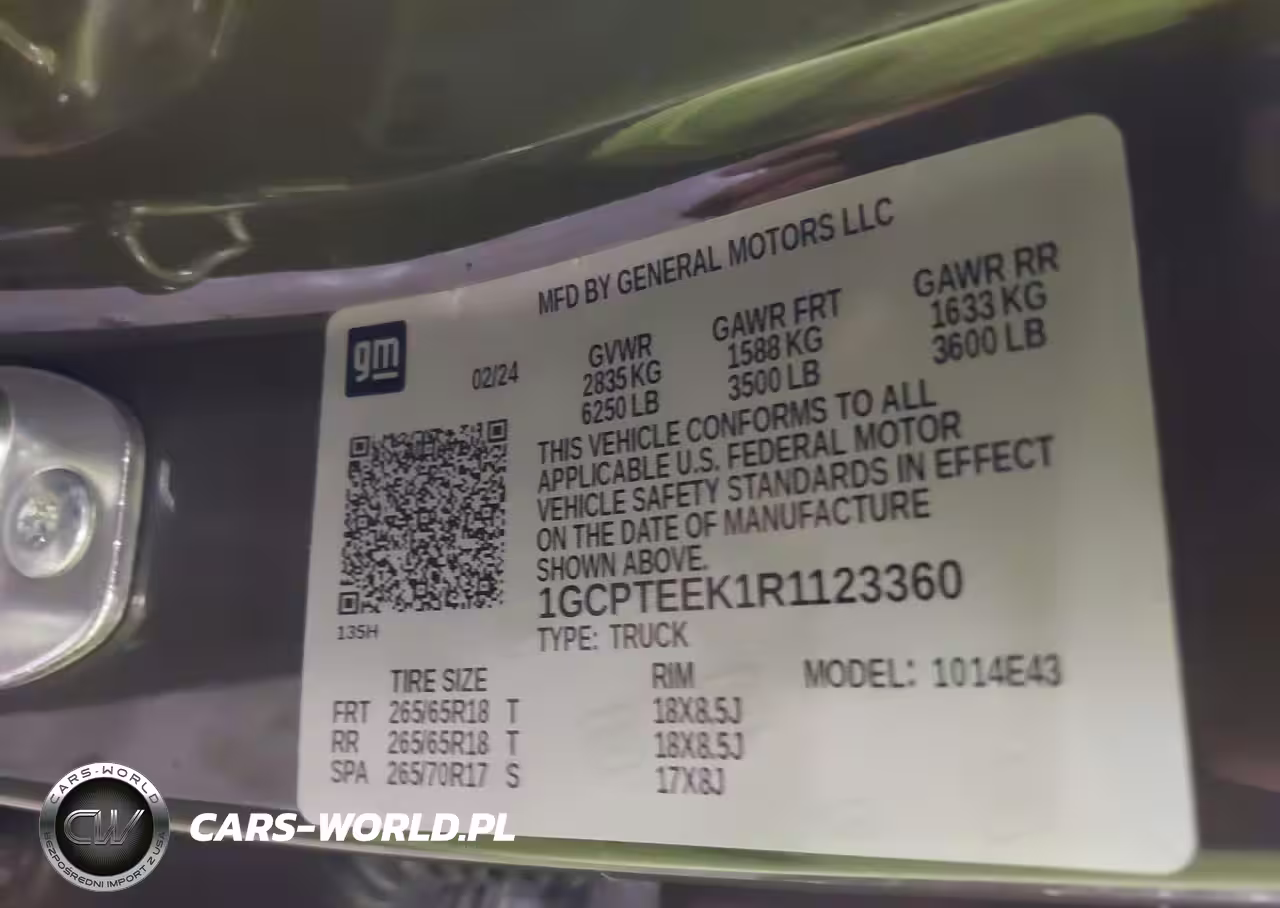 MFD BY GENERAL MOTORS LLC
gm
02/24
GVWR
2835 KG
6250 LB
GAWR FRT
1588 KG
3500 LB
GAWR RR
1633 KG
3600 LB
THIS VEHICLE CONFORMS TO ALL
APPLICABLE U.S. FEDERAL MOTOR
VEHICLE SAFETY STANDARDS IN EFFECT
ON THE DATE OF MANUFACTURE
SHOWN ABOVE.
1GCPTEEK1R1123360
135H
TYPE: TRUCK
TIRE SIZE RIM MODEL: 1014E43
FRT 265/65R18 T 18X8.5J
RR 265/65R18 T 18X8.5J
SPA 265/70R17 S 17X8J
CARS-WORLD
CW
BEZPOŚREDNI IMPORT Z USA
CARS-WORLD.PL